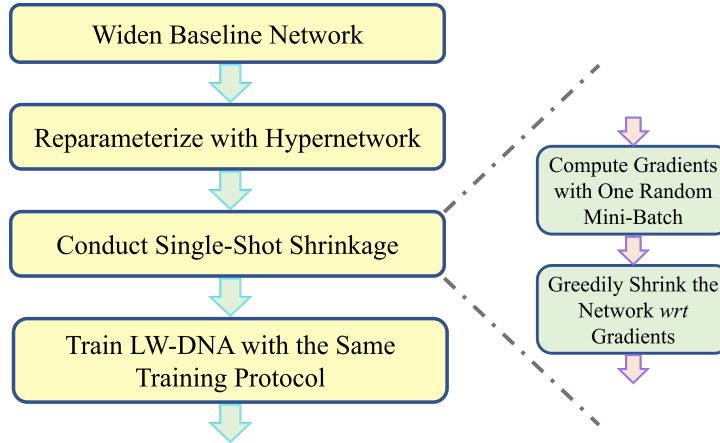 Widen Baseline Network
Reparameterize with Hypernetwork
Conduct Single-Shot Shrinkage
Train LW-DNA with the Same
Training Protocol
Compute Gradients
with One Random
Mini-Batch
Greedily Shrink the
Network wrt
Gradients